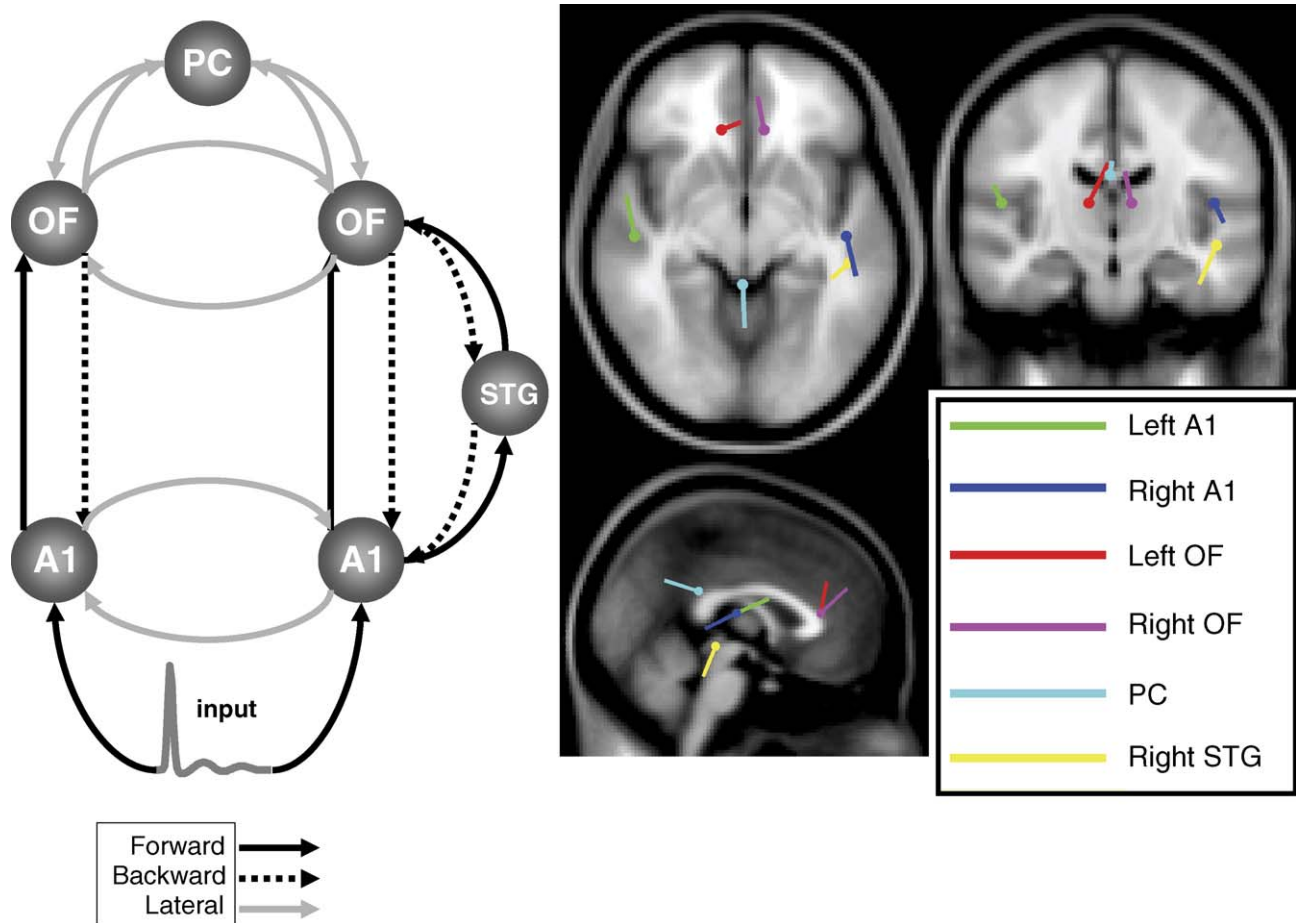 PC
OF
OF
STG
A1
A1
input
Forward
Backward
Lateral
Left A1
Right A1
Left OF
Right OF
PC
Right STG